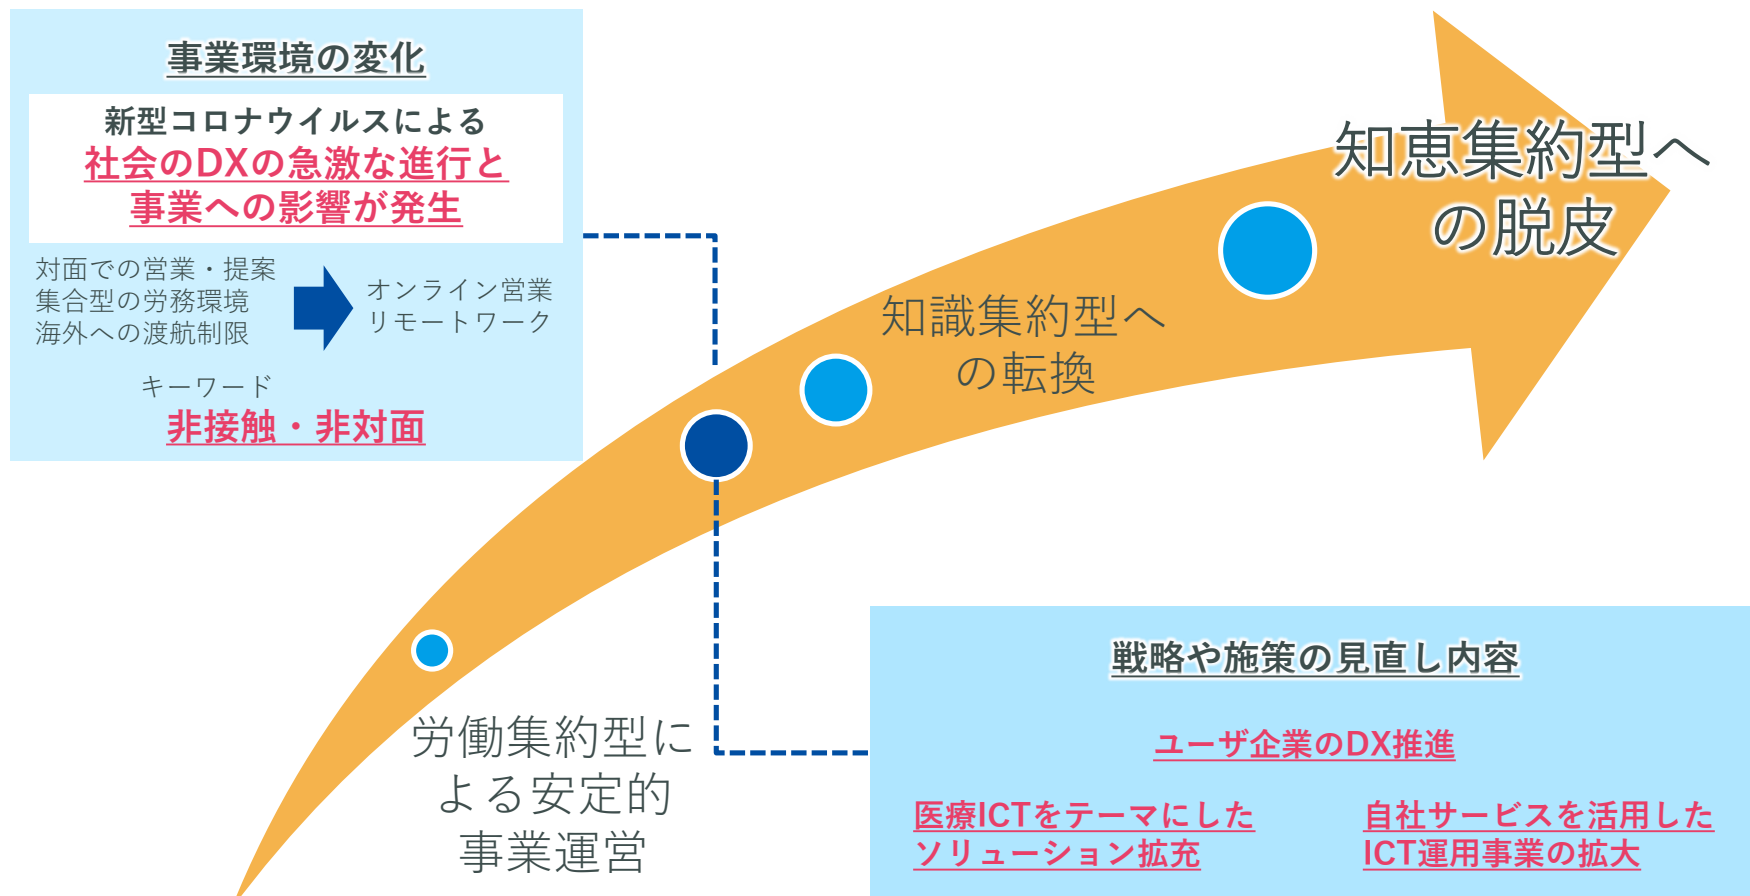 事業環境の変化
新型コロナウイルスによる
社会のDXの急激な進行と
事業への影響が発生
対面での営業・提案
集合型の労務環境
海外への渡航制限
オンライン営業
リモートワーク
キーワード
非接触・非対面
知恵集約型へ
の脱皮
知識集約型へ
の転換
労働集約型に
よる安定的
事業運営
戦略や施策の見直し内容
ユーザ企業のDX推進
医療ICTをテーマにした
ソリューション拡充
自社サービスを活用した
ICT運用事業の拡大